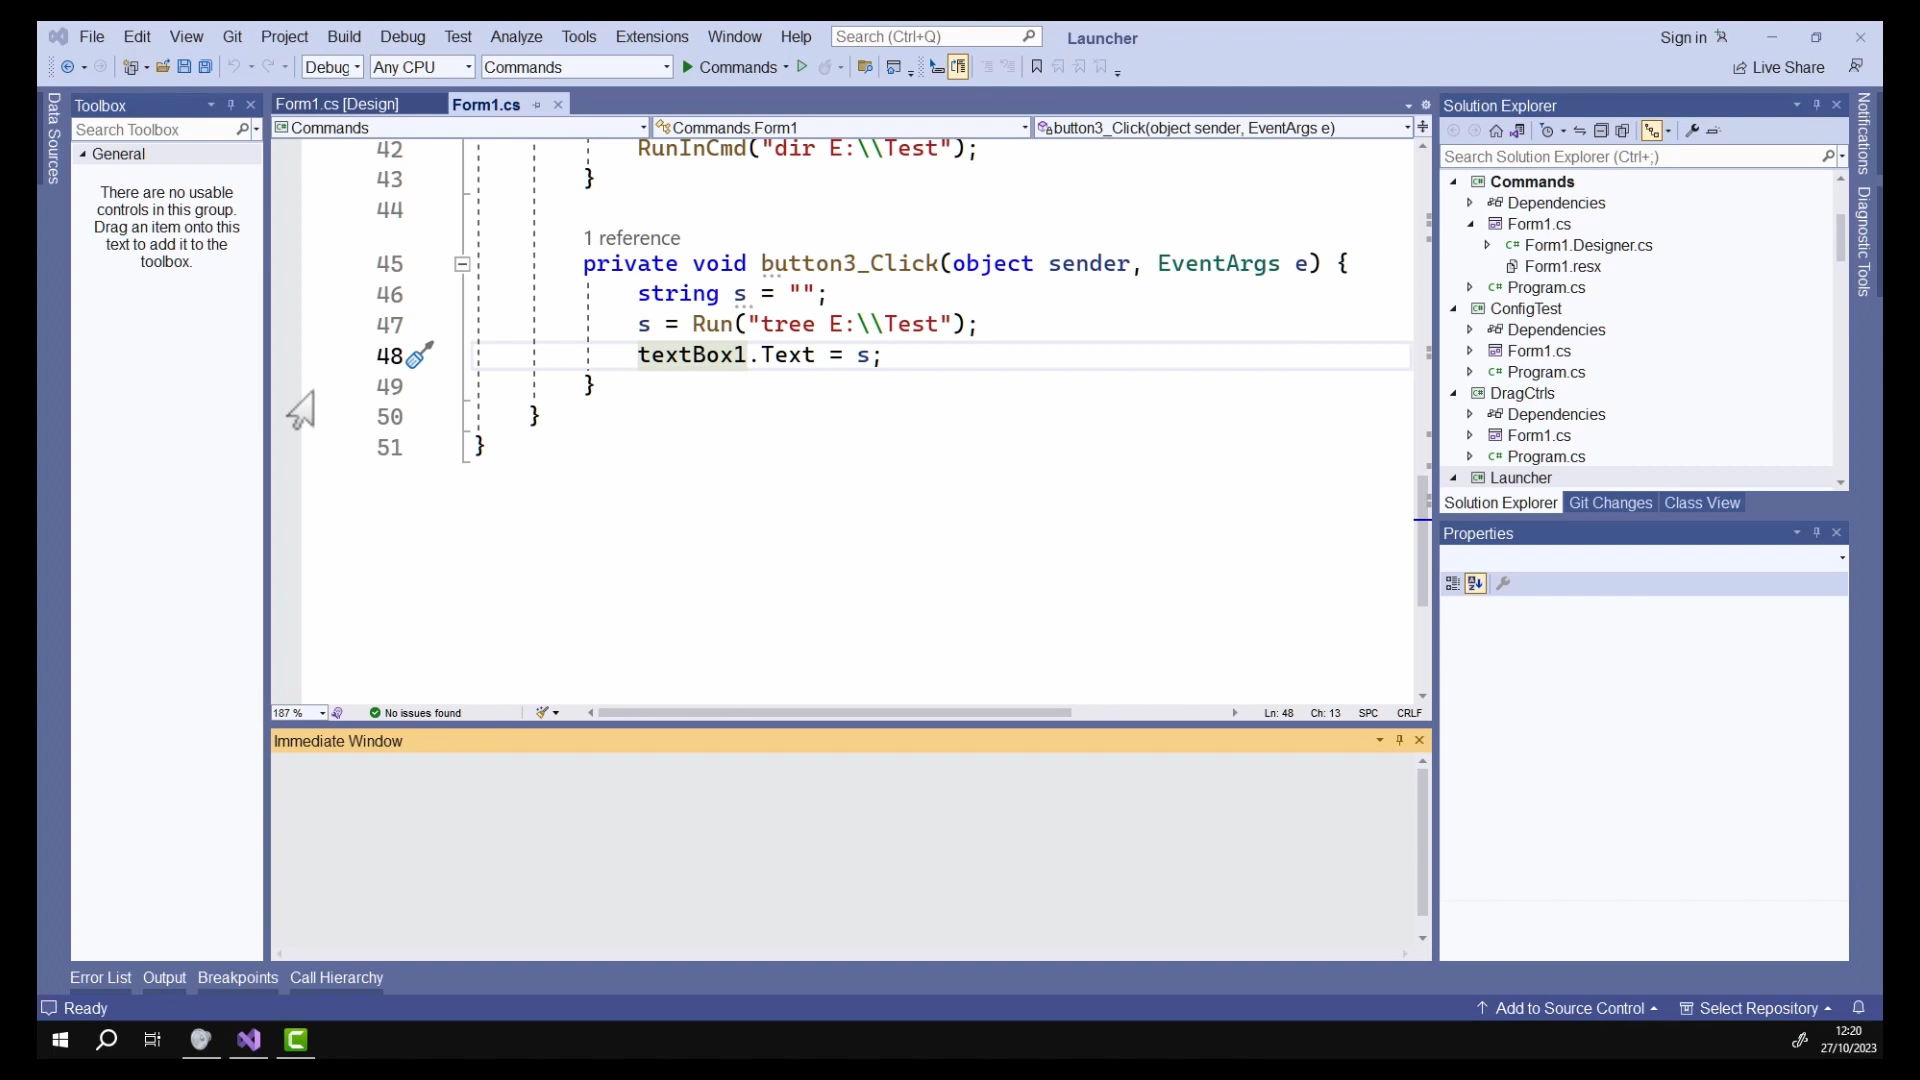 File Edit View Git Project Build Debug Test Analyze Tools Extensions Window Help Search (Ctrl+Q) Launcher Sign in
Debug Any CPU Commands Commands Live Share
Data Sources
Toolbox
Search Toolbox
General
There are no usable
controls in this group.
Drag an item onto this
text to add it to the
toolbox.
Form1.cs [Design] Form1.cs
Commands Commands.Form1 button3_Click(object sender, EventArgs e)
42 RunInCmd("dir E:\\Test");
43 }
44
1 reference
45 private void button3_Click(object sender, EventArgs e) {
46 string s = "";
47 s = Run("tree E:\\Test");
48 textBox1.Text = s;
49 }
50 }
51 }
187 % No issues found Ln: 48 Ch: 13 SPC CRLF
Immediate Window
Solution Explorer
Search Solution Explorer (Ctrl+;)
Commands
Dependencies
Form1.cs
C# Form1.Designer.cs
Form1.resx
C# Program.cs
ConfigTest
Dependencies
Form1.cs
C# Program.cs
DragCtrls
Dependencies
Form1.cs
C# Program.cs
Launcher
Solution Explorer Git Changes Class View
Properties
Notifications
Diagnostic Tools
Error List Output Breakpoints Call Hierarchy
Ready Add to Source Control Select Repository
12:20
27/10/2023